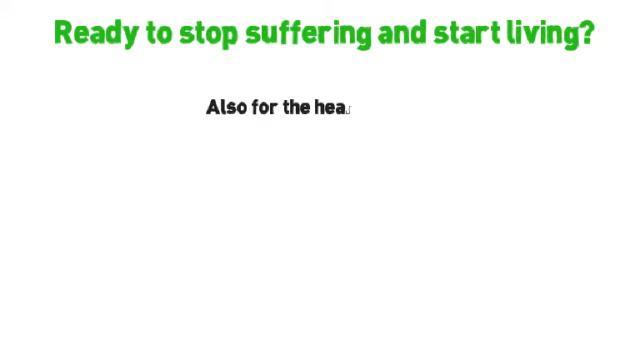 Ready to stop suffering and start living?
Also for the hea